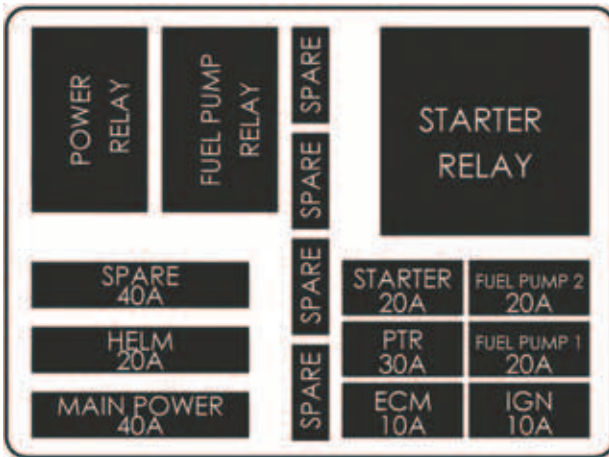 POWER
RELAY
FUEL PUMP
RELAY
SPARE
SPARE
SPARE
SPARE
STARTER
RELAY
SPARE
40A
HELM
20A
MAIN POWER
40A
STARTER
20A
FUEL PUMP 2
20A
PTR
30A
FUEL PUMP 1
20A
ECM
10A
IGN
10A